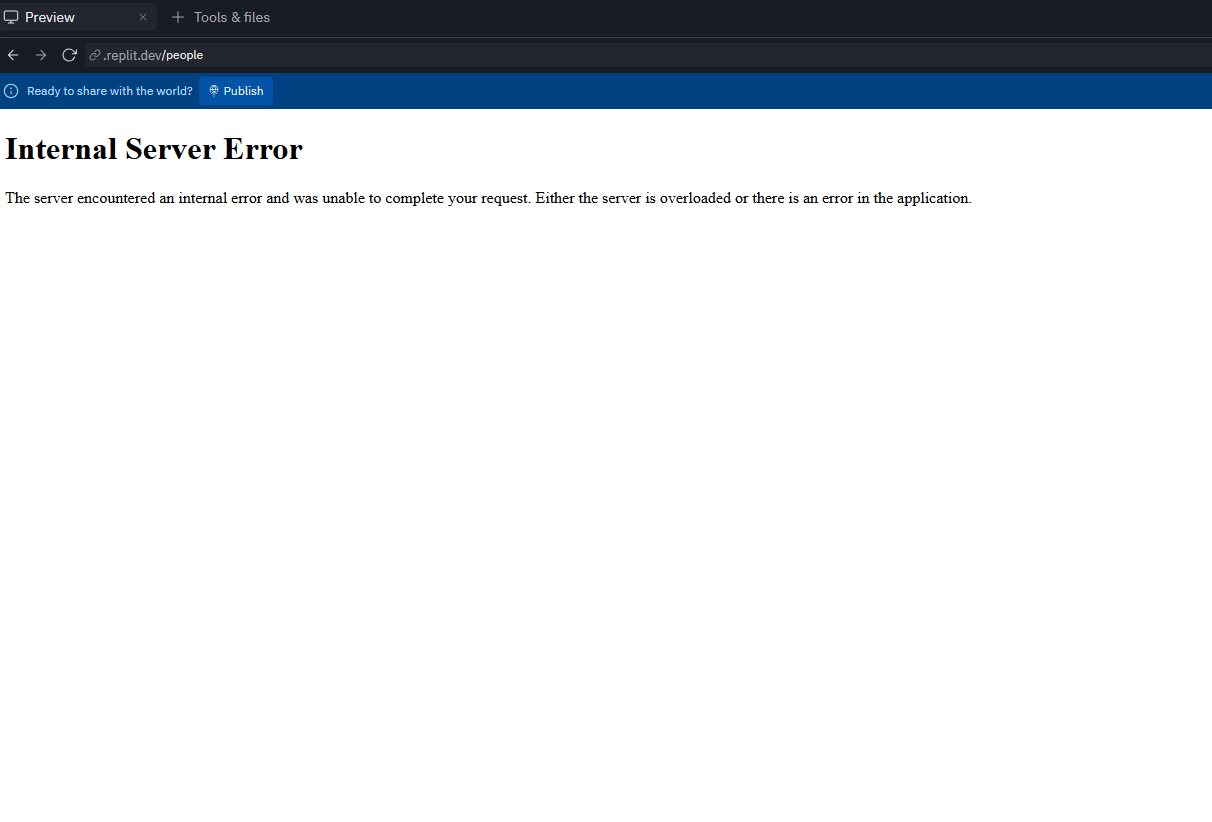 Preview
Tools & files
.replit.dev/people
Ready to share with the world? Publish
Internal Server Error
The server encountered an internal error and was unable to complete your request. Either the server is overloaded or there is an error in the application.